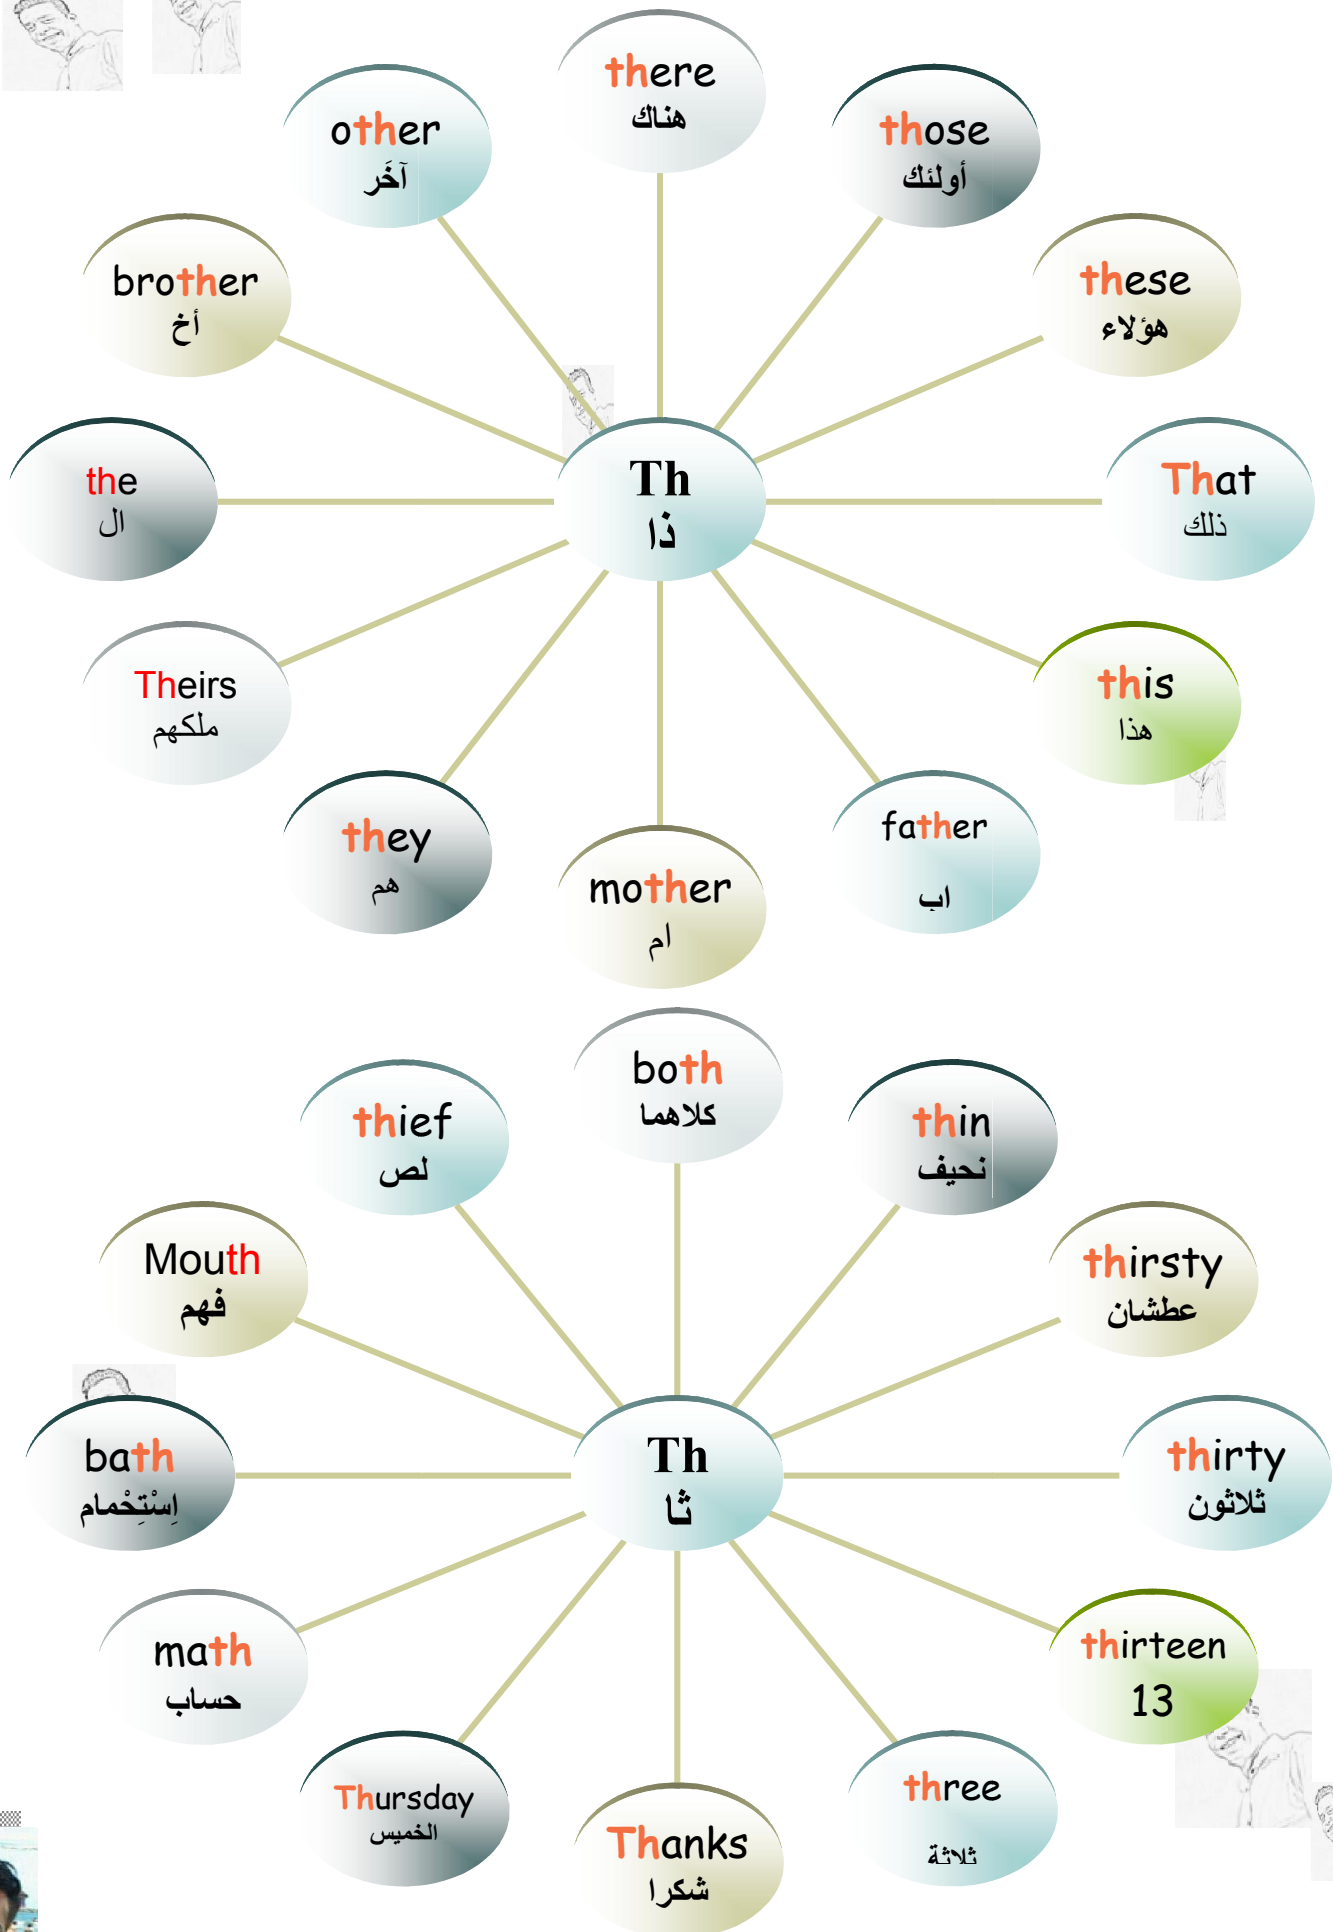 there
هناك
other
آخَر
those
أولئك
brother
أخ
these
هؤلاء
the
ال
Th
ذا
That
ذلك
Theirs
ملكهم
this
هذا
they
هم
mother
ام
father
اب
both
كلاهما
thief
لص
thin
نحيف
Mouth
فهم
thirsty
عطشان
bath
اِسْتِحْمام
Th
ثا
thirty
ثلاثون
math
حساب
thirteen
13
Thursday
الخميس
Thanks
شكرا
three
ثلاثة